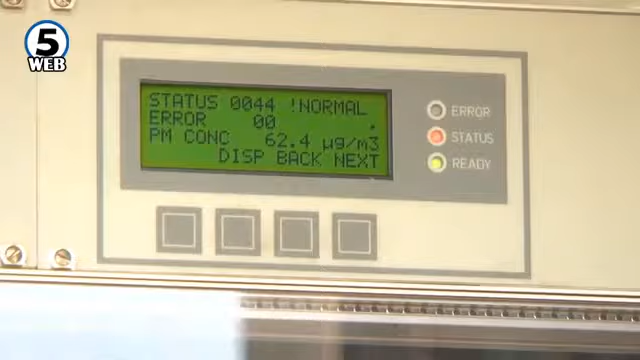 5
WEB
STATUS 0044 !NORMAL
ERROR 00
PM CONC 62.4 µg/m3
DISP BACK NEXT
ERROR
STATUS
READY